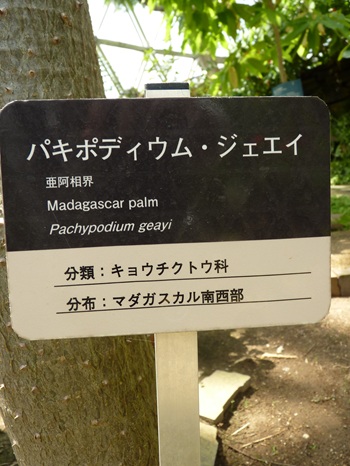 パキポディウム・ジェエイ
亜阿相界
Madagascar palm
Pachypodium geayi
分類：キョウチクトウ科
分布：マダガスカル南西部